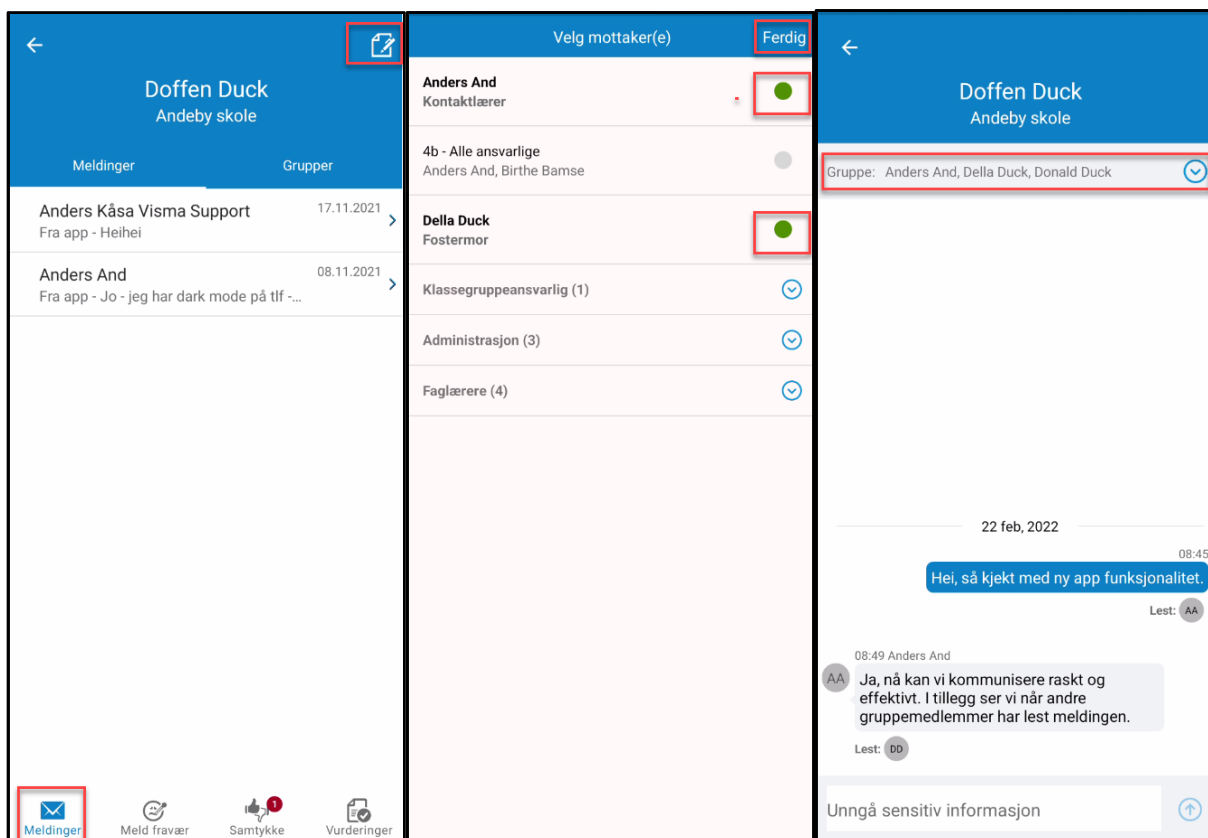 Doffen Duck
Andeby skole
Meldinger
Grupper
Anders Kåsa Visma Support
17.11.2021
Fra app - Heihei
Anders And
08.11.2021
Fra app - Jo - jeg har dark mode på tlf -...
Meldinger
Meld fravær
1
Samtykke
Vurderinger
Velg mottaker(e)
Ferdig
Anders And
Kontaktlærer
4b - Alle ansvarlige
Anders And, Birthe Bamse
Della Duck
Fostermor
Klassegruppeansvarlig (1)
Administrasjon (3)
Faglærere (4)
Doffen Duck
Andeby skole
Gruppe: Anders And, Della Duck, Donald Duck
22 feb, 2022
08:45
Hei, så kjekt med ny app funksjonalitet.
Lest: AA
08:49 Anders And
AA
Ja, nå kan vi kommunisere raskt og
effektivt. I tillegg ser vi når andre
gruppemedlemmer har lest meldingen.
Lest: DD
Unngå sensitiv informasjon